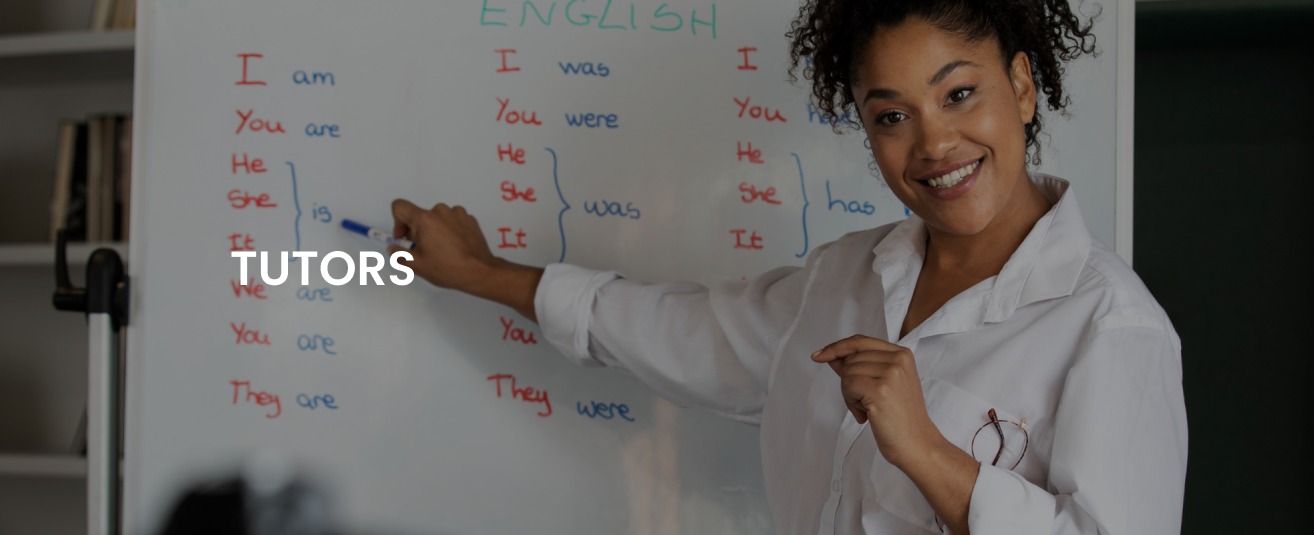 ENGLISH
I am
You are
He
She is
It
TUTORS
We are
You are
They are
I was
You were
He
She was
It
You
They were
I
You
He
She has
It